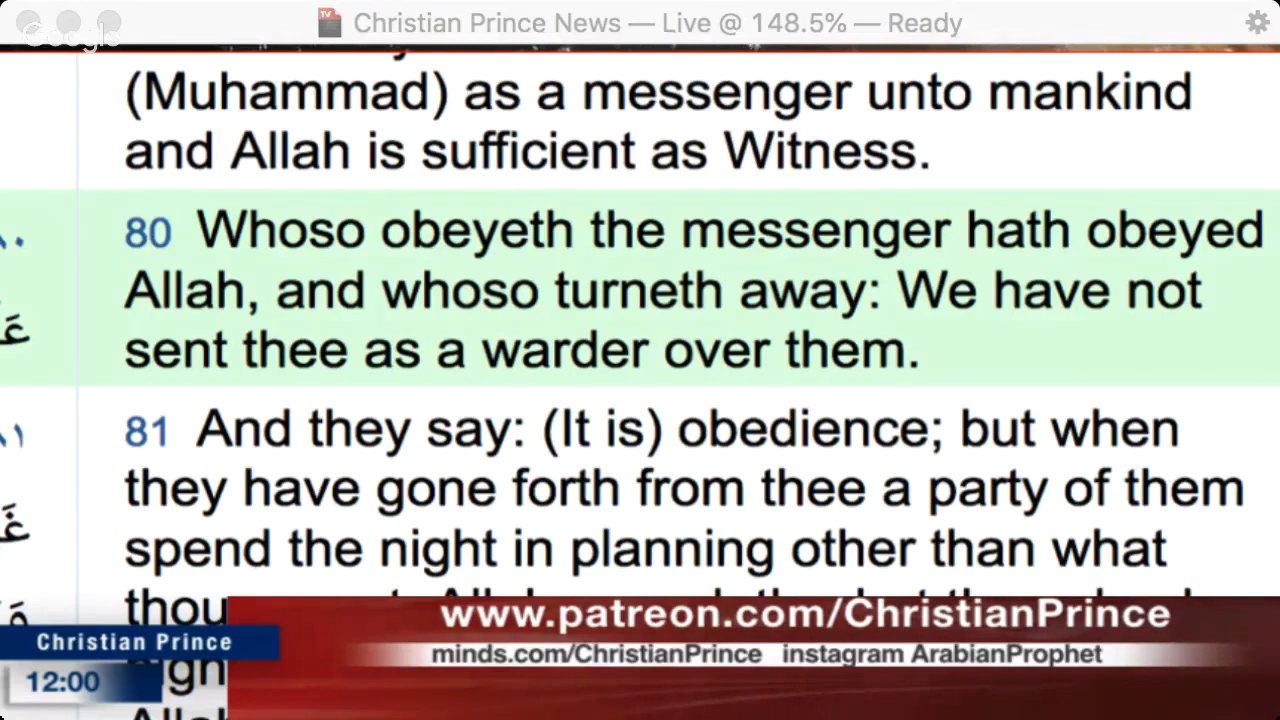 Christian Prince News — Live @ 148.5% — Ready
Google
(Muhammad) as a messenger unto mankind
and Allah is sufficient as Witness.
80 Whoso obeyeth the messenger hath obeyed
Allah, and whoso turneth away: We have not
sent thee as a warder over them.
81 And they say: (It is) obedience; but when
they have gone forth from thee a party of them
spend the night in planning other than what
www.patreon.com/ChristianPrince
Christian Prince
minds.com/ChristianPrince instagram ArabianProphet
12:00